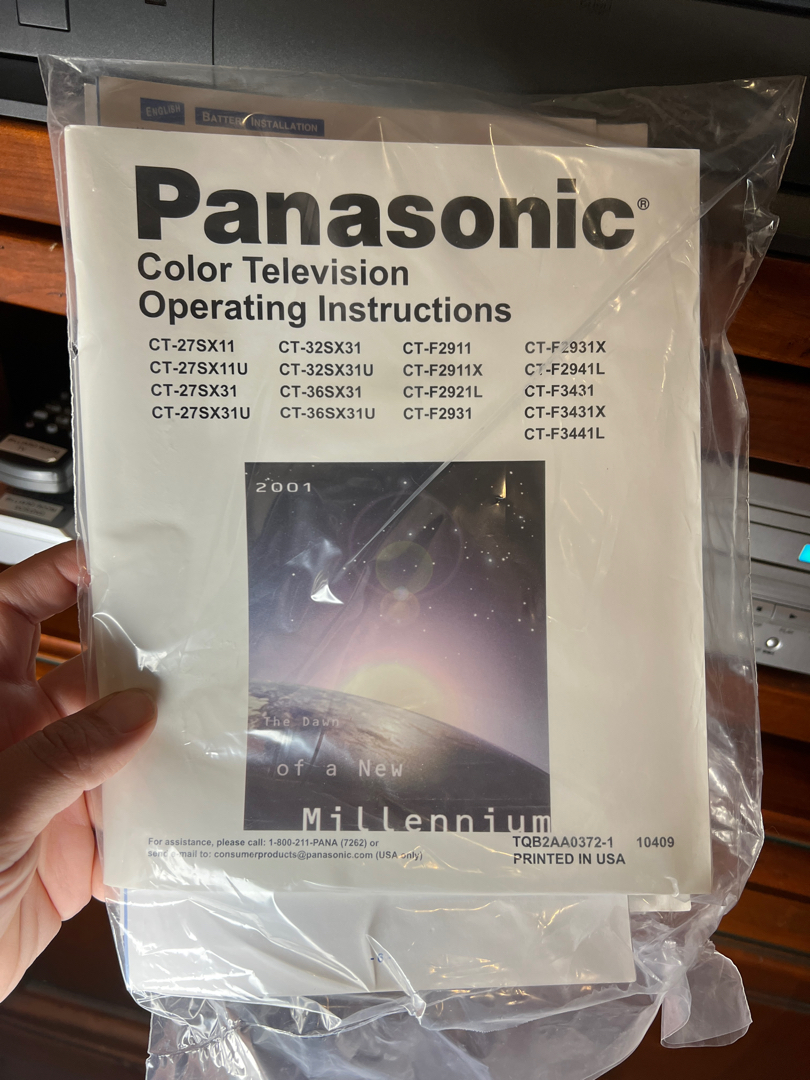 ENGLISH
BATTERY INSTALLATION
Panasonic®
Color Television
Operating Instructions
CT-27SX11 CT-32SX31 CT-F2911 CT-F2931X
CT-27SX11U CT-32SX31U CT-F2911X CT-F2941L
CT-27SX31 CT-36SX31 CT-F2921L CT-F3431
CT-27SX31U CT-36SX31U CT-F2931 CT-F3431X
CT-F3441L
2001
The Dawn
of a New
Millennium
For assistance, please call: 1-800-211-PANA (7262) or
send e-mail to: consumerproducts@panasonic.com (USA only)
TQB2AA0372-1 10409
PRINTED IN USA